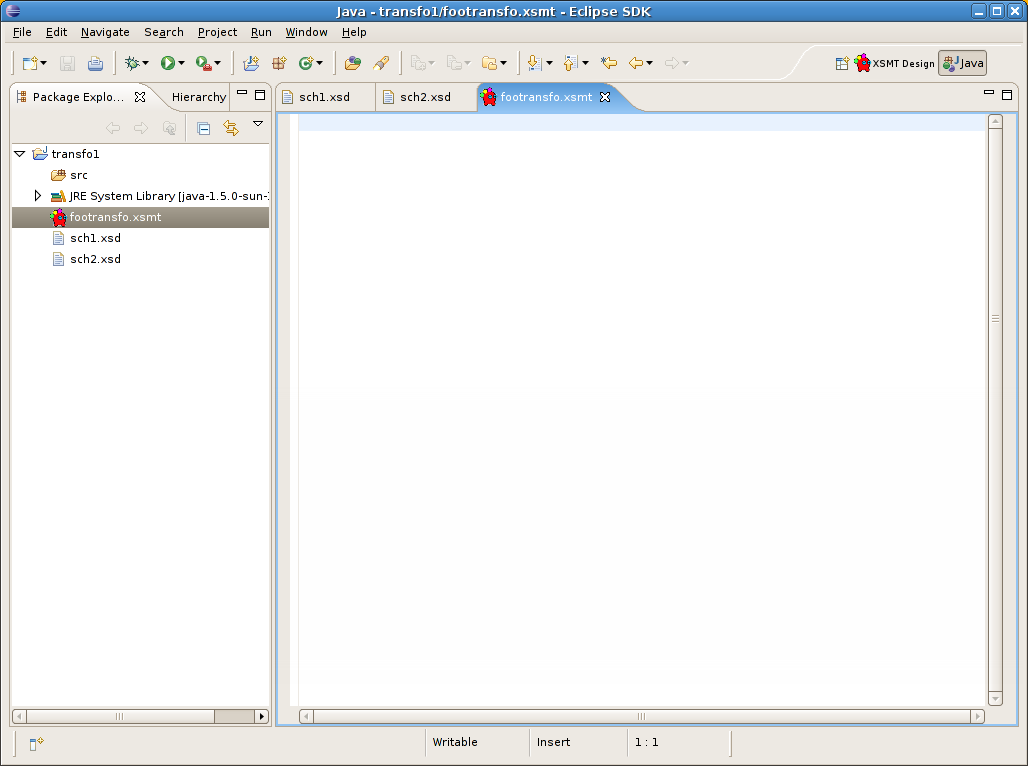 Java - transfo1/footransfo.xsmt - Eclipse SDK
File Edit Navigate Search Project Run Window Help
XSMT Design Java
Package Explo... Hierarchy sch1.xsd sch2.xsd footransfo.xsmt
transfo1
src
JRE System Library [java-1.5.0-sun-
footransfo.xsmt
sch1.xsd
sch2.xsd
Writable Insert 1 : 1